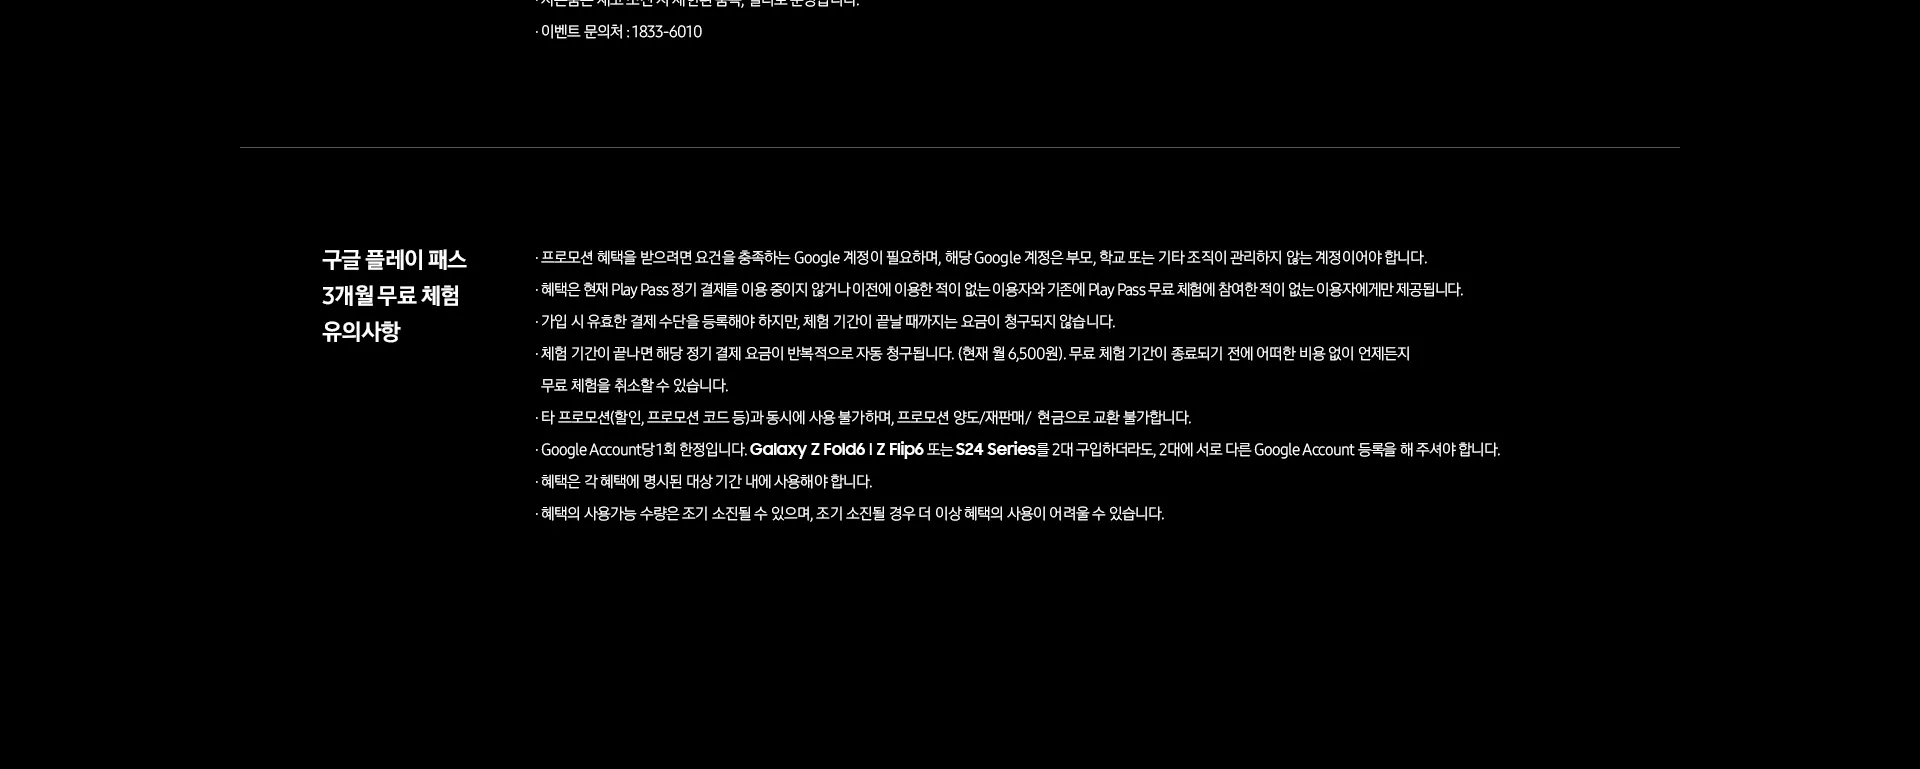 · 이벤트 문의처 : 1833-6010
구글 플레이 패스
3개월 무료 체험
유의사항
· 프로모션 혜택을 받으려면 요건을 충족하는 Google 계정이 필요하며, 해당 Google 계정은 부모, 학교 또는 기타 조직이 관리하지 않는 계정이어야 합니다.
· 혜택은 현재 Play Pass 정기 결제를 이용 중이지 않거나 이전에 이용한 적이 없는 이용자와 기존에 Play Pass 무료 체험에 참여한 적이 없는 이용자에게만 제공됩니다.
· 가입 시 유효한 결제 수단을 등록해야 하지만, 체험 기간이 끝날 때까지는 요금이 청구되지 않습니다.
· 체험 기간이 끝나면 해당 정기 결제 요금이 반복적으로 자동 청구됩니다. (현재 월 6,500원). 무료 체험 기간이 종료되기 전에 어떠한 비용 없이 언제든지
무료 체험을 취소할 수 있습니다.
· 타 프로모션(할인, 프로모션 코드 등)과 동시에 사용 불가하며, 프로모션 양도/재판매/ 현금으로 교환 불가합니다.
· Google Account당 1회 한정입니다. Galaxy Z Fold6 l Z Flip6 또는 S24 Series를 2대 구입하더라도, 2대에 서로 다른 Google Account 등록을 해 주셔야 합니다.
· 혜택은 각 혜택에 명시된 대상 기간 내에 사용해야 합니다.
· 혜택의 사용가능 수량은 조기 소진될 수 있으며, 조기 소진될 경우 더 이상 혜택의 사용이 어려울 수 있습니다.